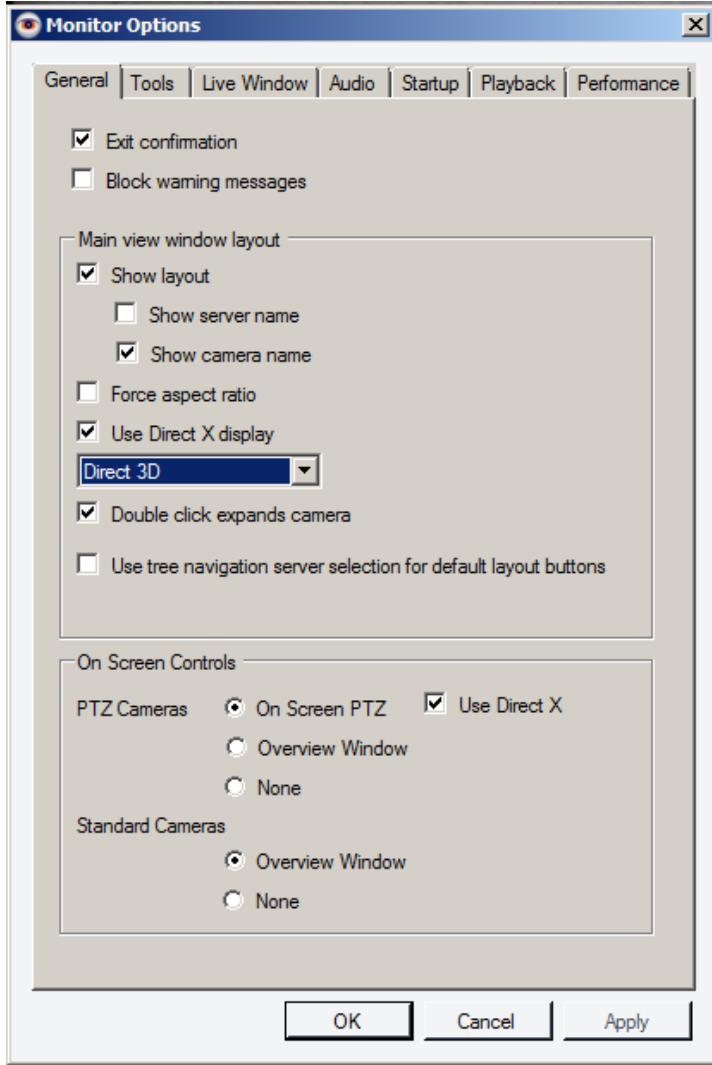 Monitor Options
General Tools Live Window Audio Startup Playback Performance
Exit confirmation
Block warning messages
Main view window layout
Show layout
Show server name
Show camera name
Force aspect ratio
Use Direct X display
Direct 3D
Double click expands camera
Use tree navigation server selection for default layout buttons
On Screen Controls
PTZ Cameras On Screen PTZ Use Direct X
Overview Window
None
Standard Cameras
Overview Window
None
OK Cancel Apply